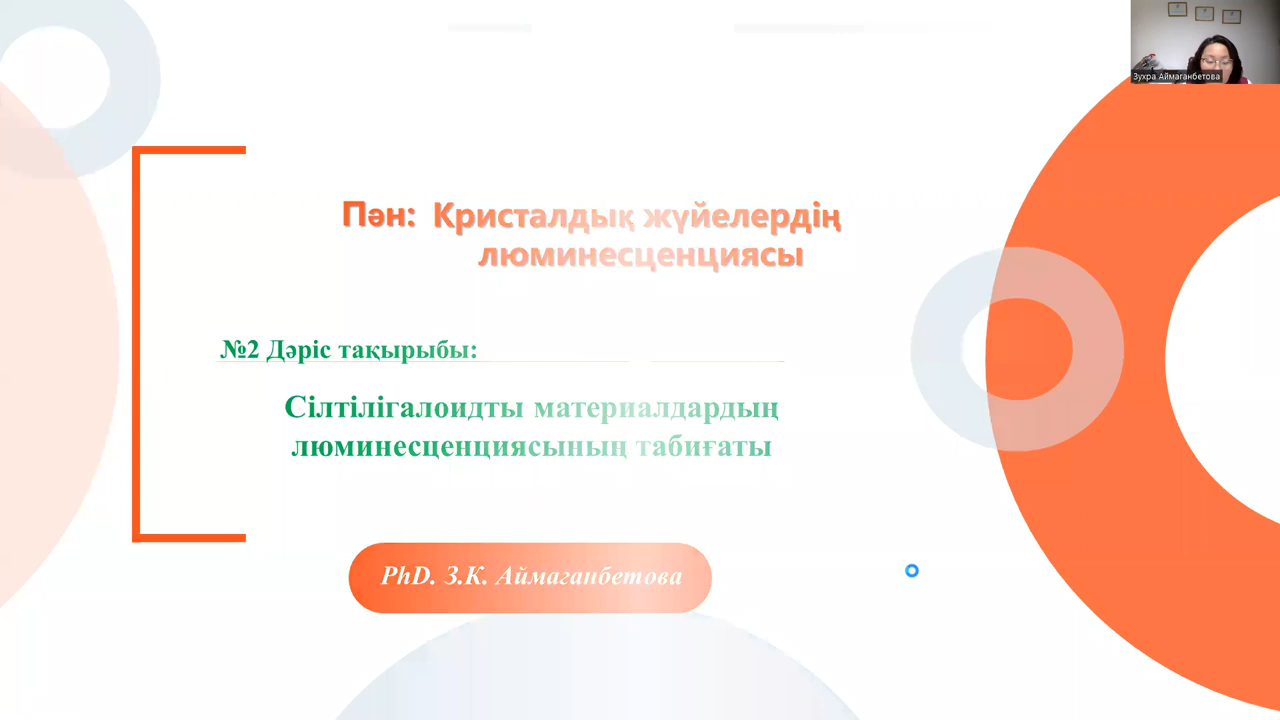 Зухра Аймаганбетова
Пән: Кристалдық жүйелердің
люминесценциясы
№2 Дәріс тақырыбы:
Сілтілігалоидты материалдардың
люминесценциясының табиғаты
PhD. З.К. Аймаганбетова